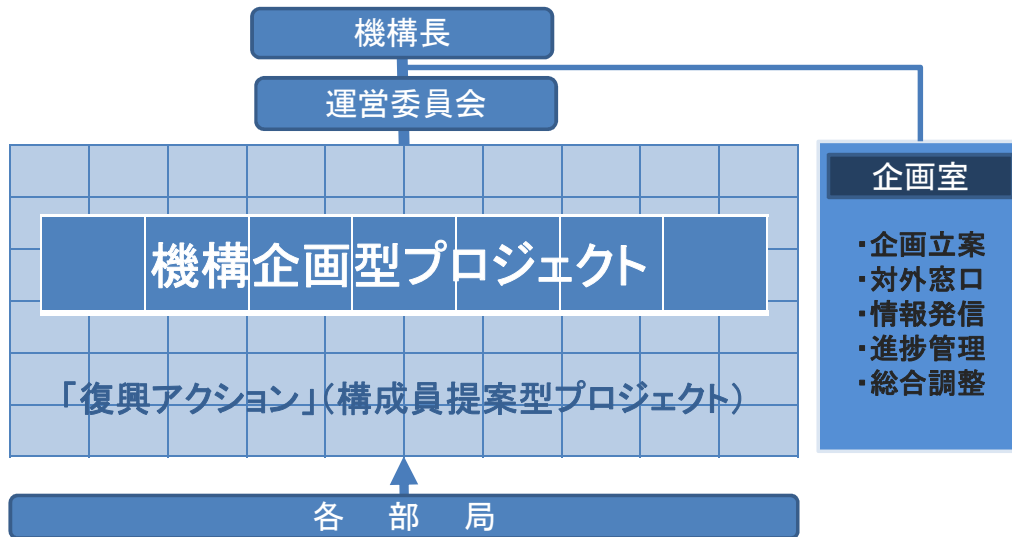 機構長
運営委員会
機構企画型プロジェクト
「復興アクション」(構成員提案型プロジェクト)
各 部 局
企画室
・企画立案
・対外窓口
・情報発信
・進捗管理
・総合調整